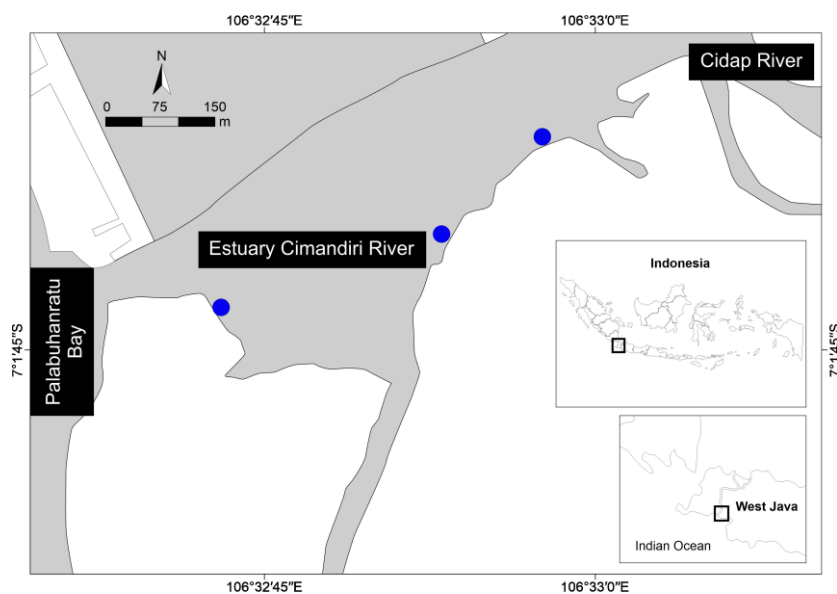 106°32′45″E
106°33′0″E
N
0 75 150
m
Cidap River
Estuary Cimandiri River
Palabuhanratu
Bay
7°1′45″S
7°1′45″S
Indonesia
West Java
Indian Ocean
106°32′45″E
106°33′0″E